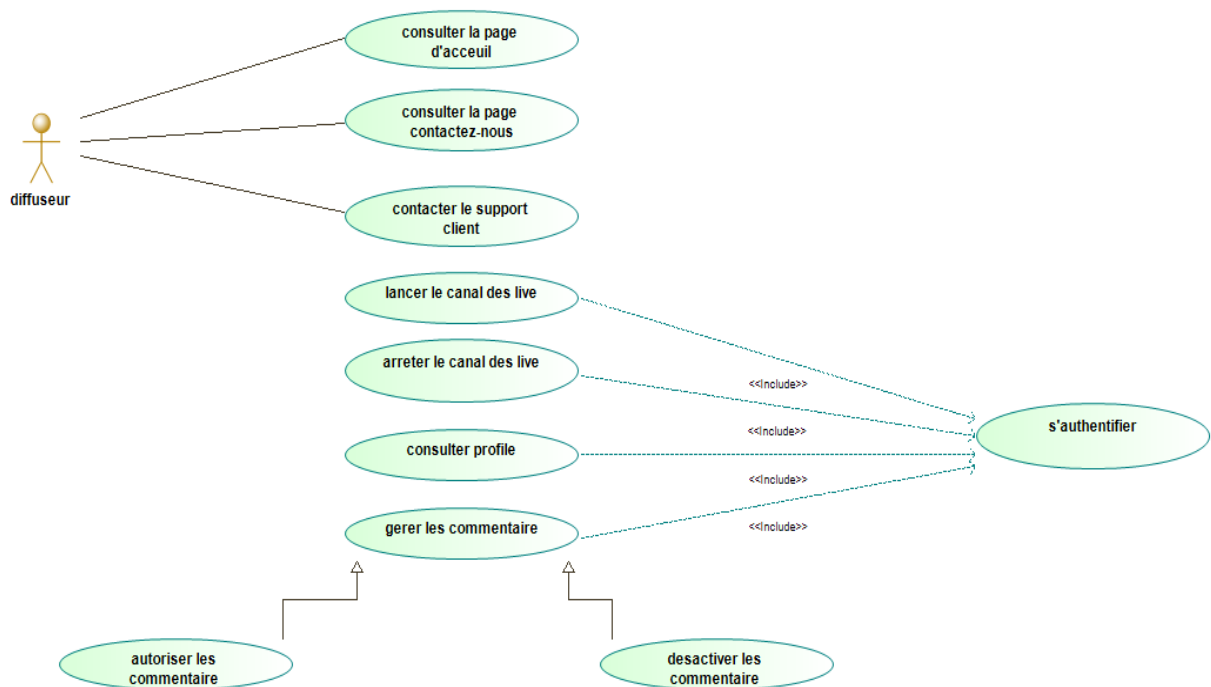 consulter la page
d'acceuil
consulter la page
contactez-nous
diffuseur
contacter le support
client
lancer le canal des live
arreter le canal des live
<<Include>>
s'authentifier
<<Include>>
consulter profile
<<Include>>
gerer les commentaire
<<Include>>
autoriser les
commentaire
desactiver les
commentaire